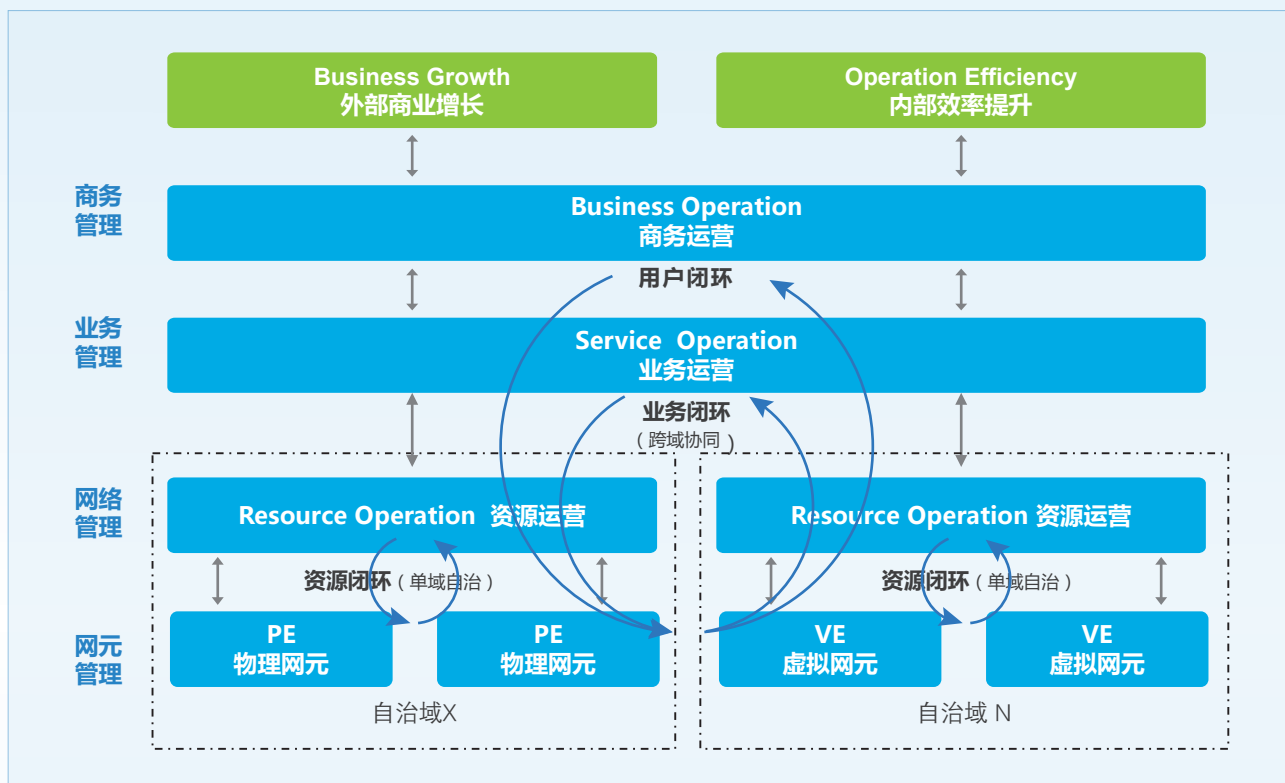 Business Growth
外部商业增长
Operation Efficiency
内部效率提升
商务
管理
Business Operation
商务运营
用户闭环
业务
管理
Service Operation
业务运营
业务闭环
（跨域协同）
网络
管理
Resource Operation 资源运营
Resource Operation 资源运营
资源闭环（单域自治）
资源闭环（单域自治）
网元
管理
PE
物理网元
PE
物理网元
VE
虚拟网元
VE
虚拟网元
自治域X
自治域 N